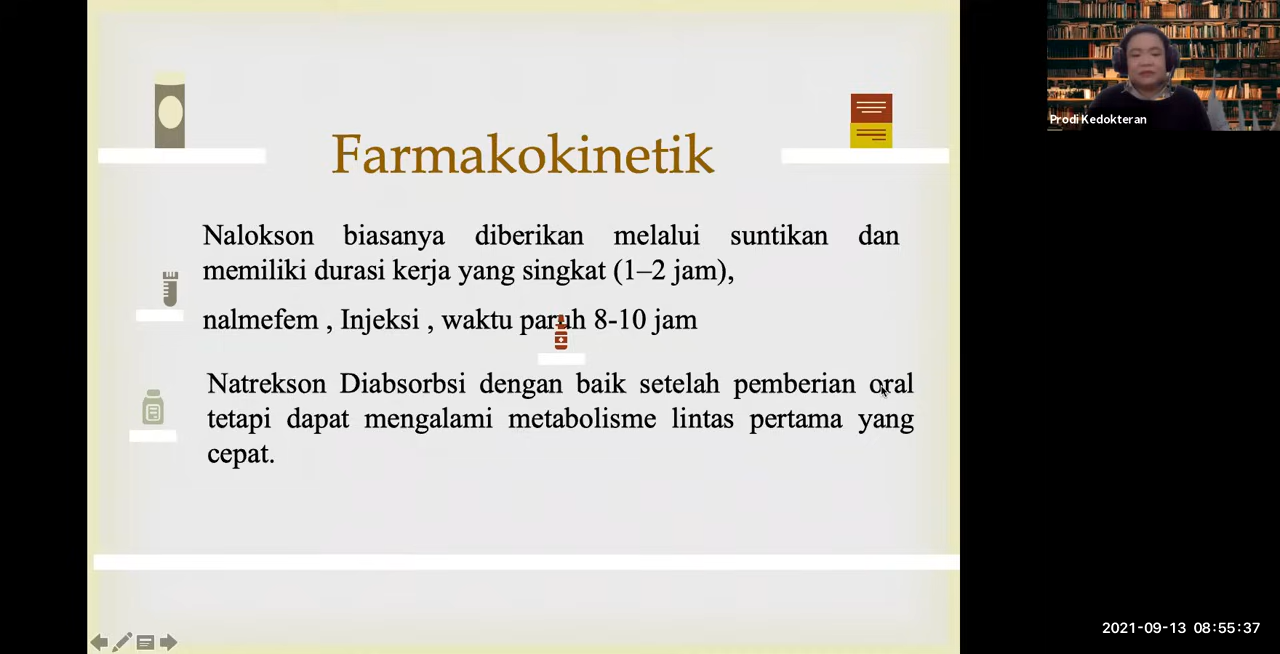 Farmakokinetik
Nalokson biasanya diberikan melalui suntikan dan
memiliki durasi kerja yang singkat (1–2 jam),
nalmefem , Injeksi , waktu paruh 8-10 jam
Natrekson Diabsorbsi dengan baik setelah pemberian oral
tetapi dapat mengalami metabolisme lintas pertama yang
cepat.
Prodi Kedokteran
2021-09-13 08:55:37